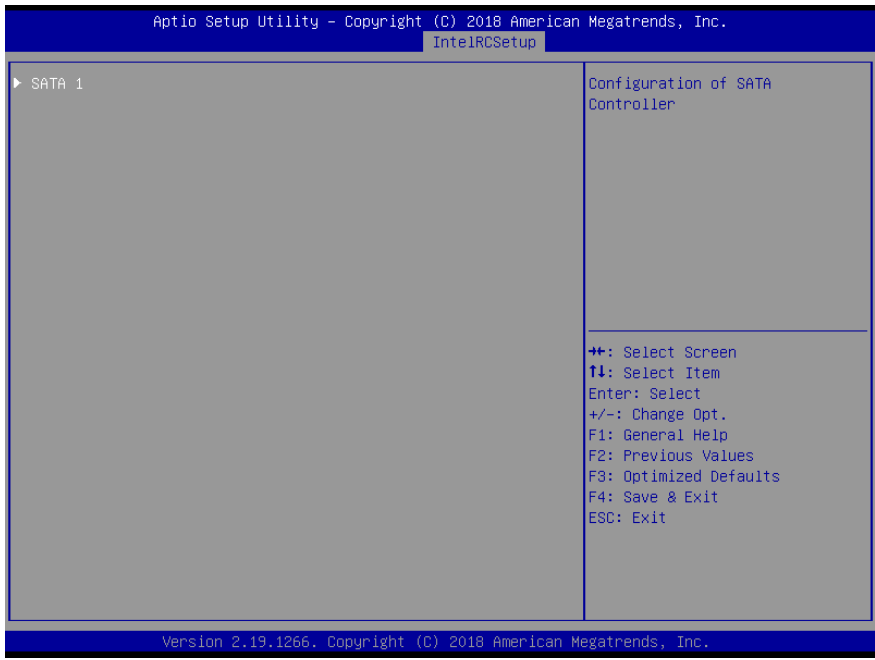 Aptio Setup Utility – Copyright (C) 2018 American Megatrends, Inc.
IntelRCSetup
► SATA 1
Configuration of SATA
Controller
→←: Select Screen
↑↓: Select Item
Enter: Select
+/-: Change Opt.
F1: General Help
F2: Previous Values
F3: Optimized Defaults
F4: Save & Exit
ESC: Exit
Version 2.19.1266. Copyright (C) 2018 American Megatrends, Inc.